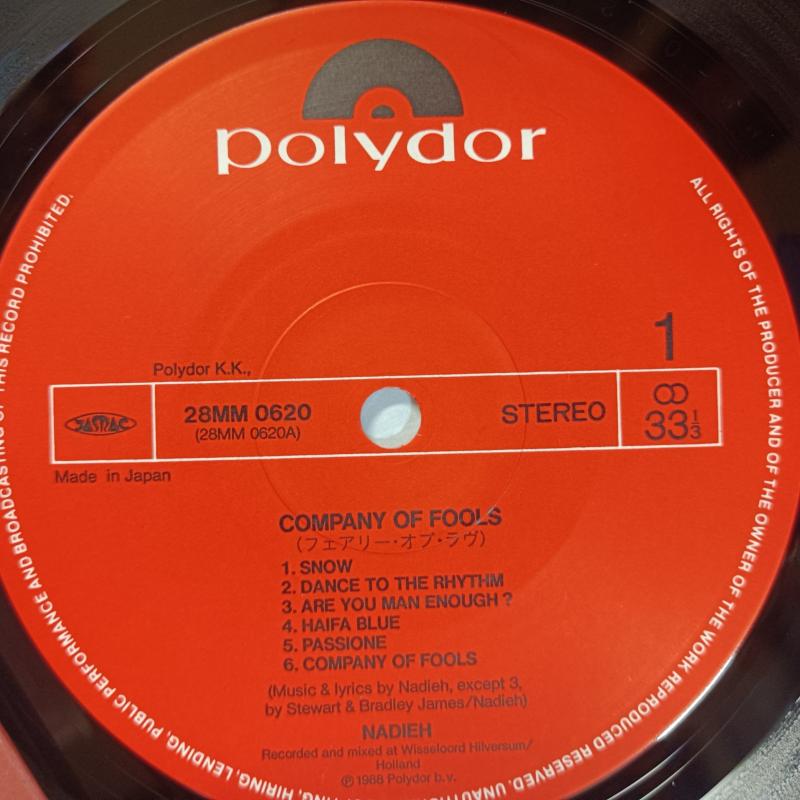 polydor
1
Polydor K.K.,
JASRAC
28MM 0620
(28MM 0620A)
STEREO
33 1/3
Made in Japan
COMPANY OF FOOLS
(フェアリー・オブ・ラヴ)
1. SNOW
2. DANCE TO THE RHYTHM
3. ARE YOU MAN ENOUGH ?
4. HAIFA BLUE
5. PASSIONE
6. COMPANY OF FOOLS
(Music & lyrics by Nadieh, except 3,
by Stewart & Bradley James/Nadieh)
NADIEH
Recorded and mixed at Wisseloord Hilversum/
Holland
℗1988 Polydor b.v.
ALL RIGHTS OF THE PRODUCER AND OF THE OWNER OF THE WORK REPRODUCED RESERVED. HIRING, LENDING, PUBLIC PERFORMANCE AND BROADCASTING OF THIS RECORD PROHIBITED.